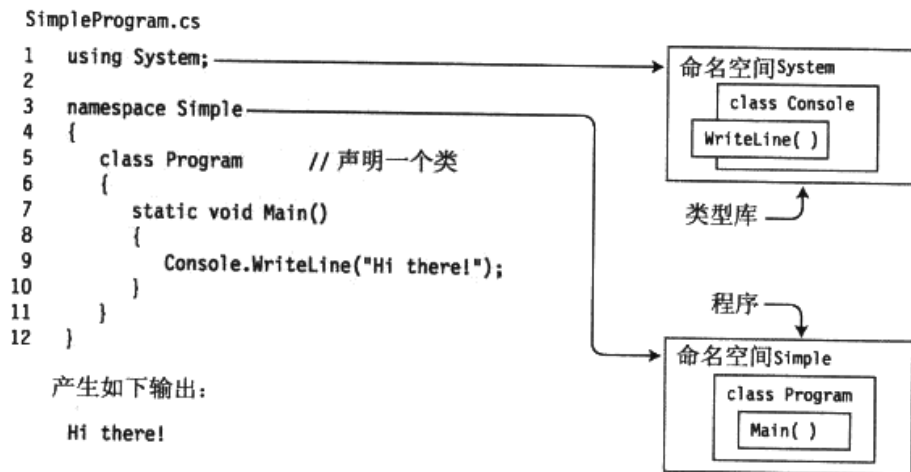 SimpleProgram.cs
1 using System;
2
3 namespace Simple
4 {
5 class Program // 声明一个类
6 {
7 static void Main()
8 {
9 Console.WriteLine("Hi there!");
10 }
11 }
12 }
产生如下输出：
Hi there!
命名空间System
class Console
WriteLine( )
类型库
程序
命名空间Simple
class Program
Main( )